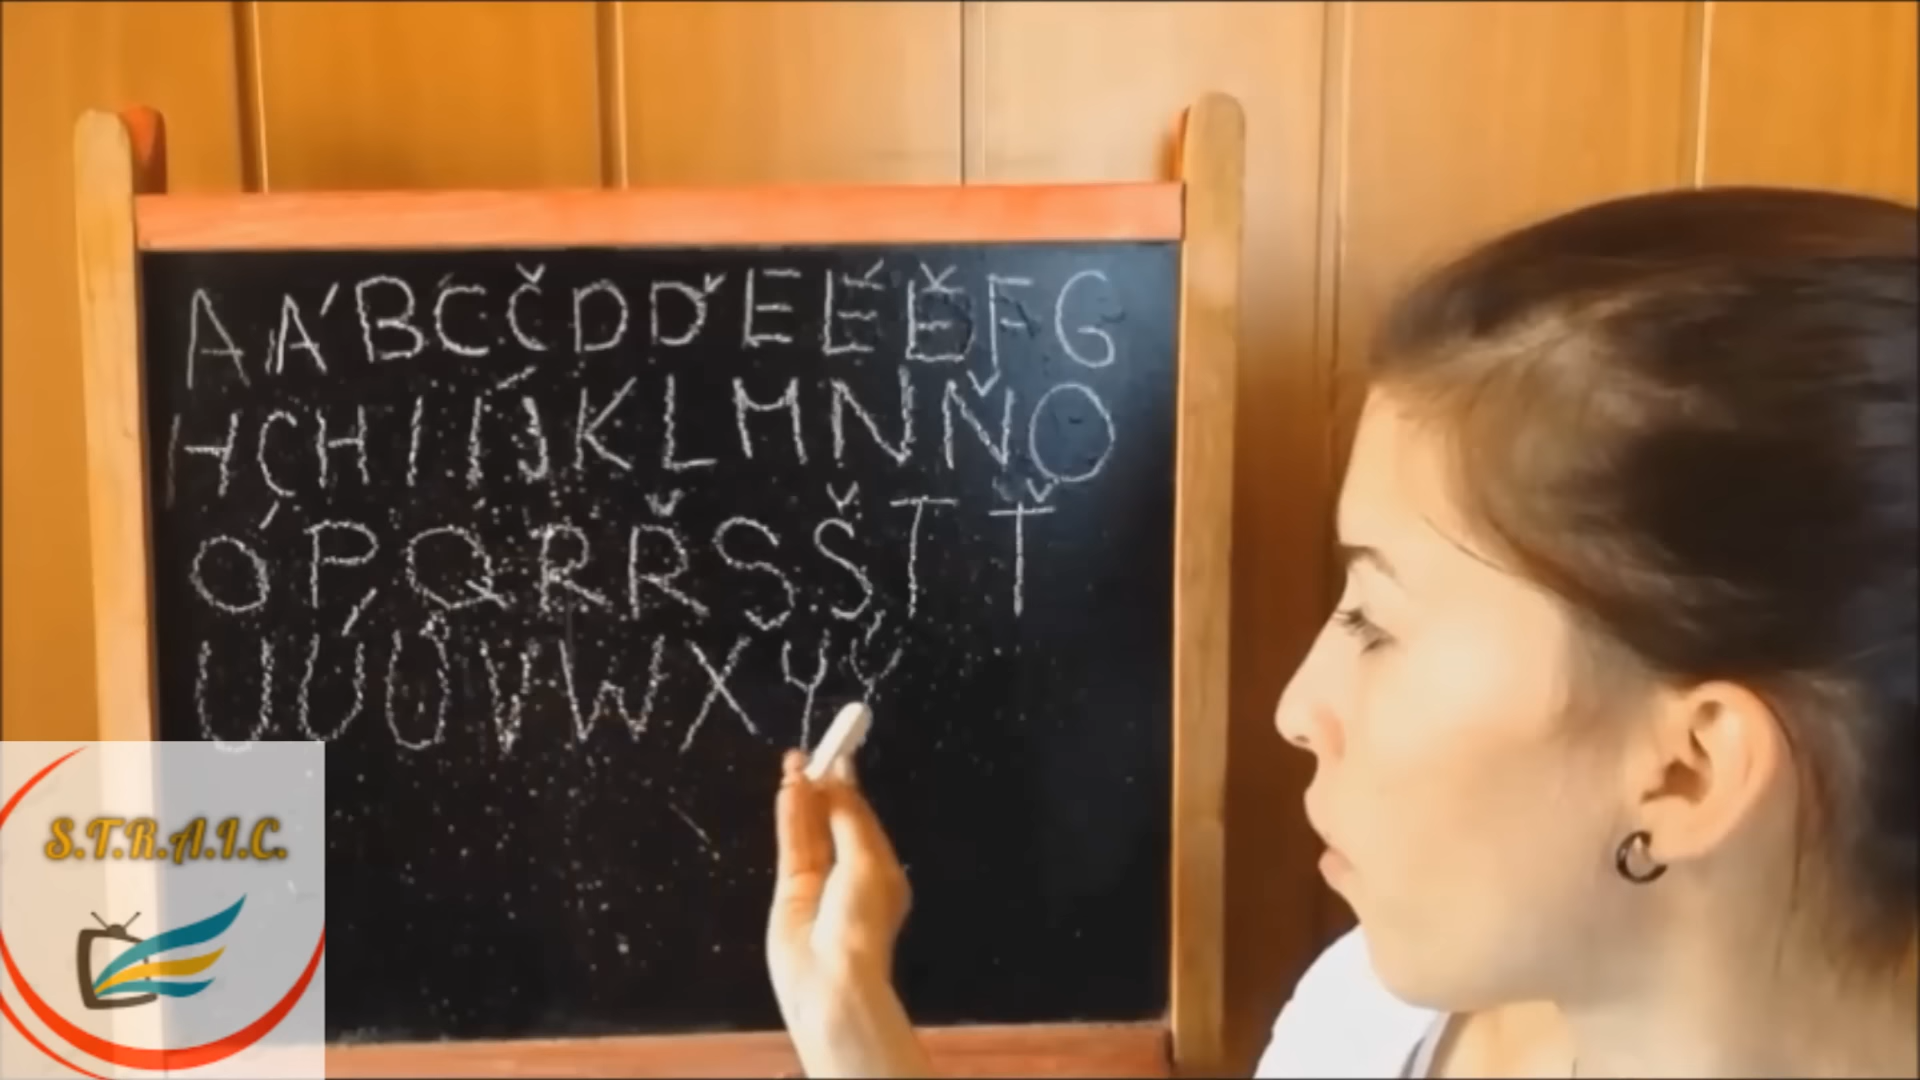 A Á B C Č D Ď E É Ě F G
H CH I Í J K L M N Ň O
Ó P Q R Ř S Š T Ť
U Ú Ů V W X Y Ý
S.T.R.A.I.C.